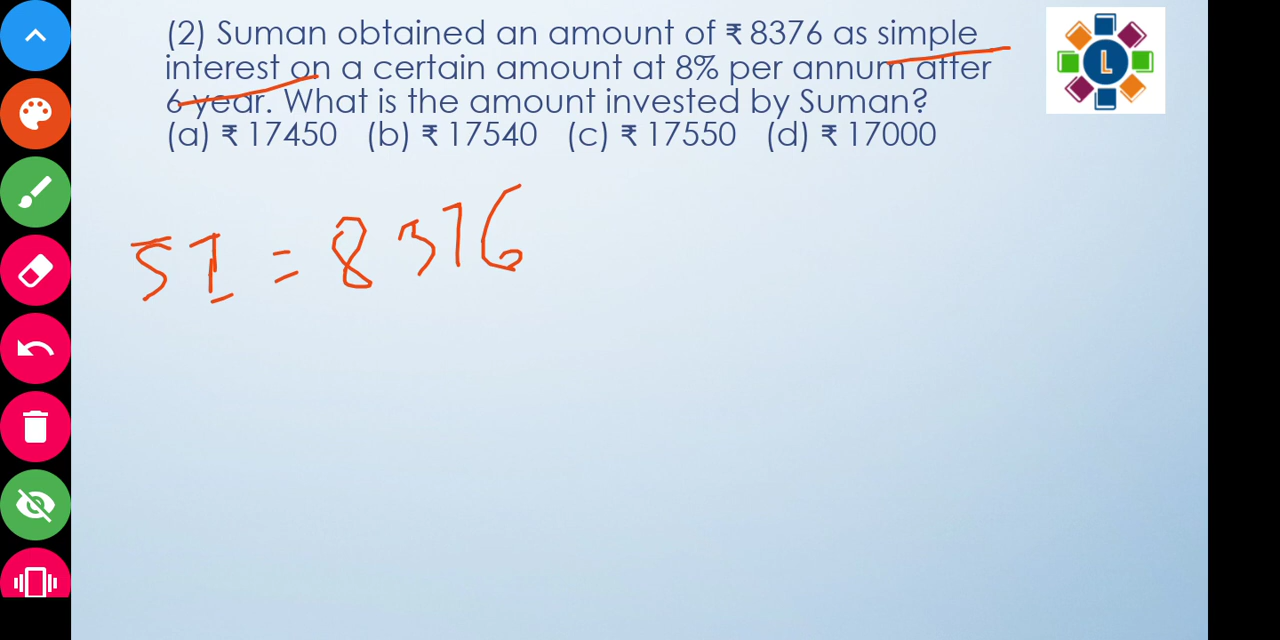 (2) Suman obtained an amount of ₹ 8376 as simple
interest on a certain amount at 8% per annum after
6 year. What is the amount invested by Suman?
(a) ₹ 17450 (b) ₹ 17540 (c) ₹ 17550 (d) ₹ 17000
L
SI = 8376